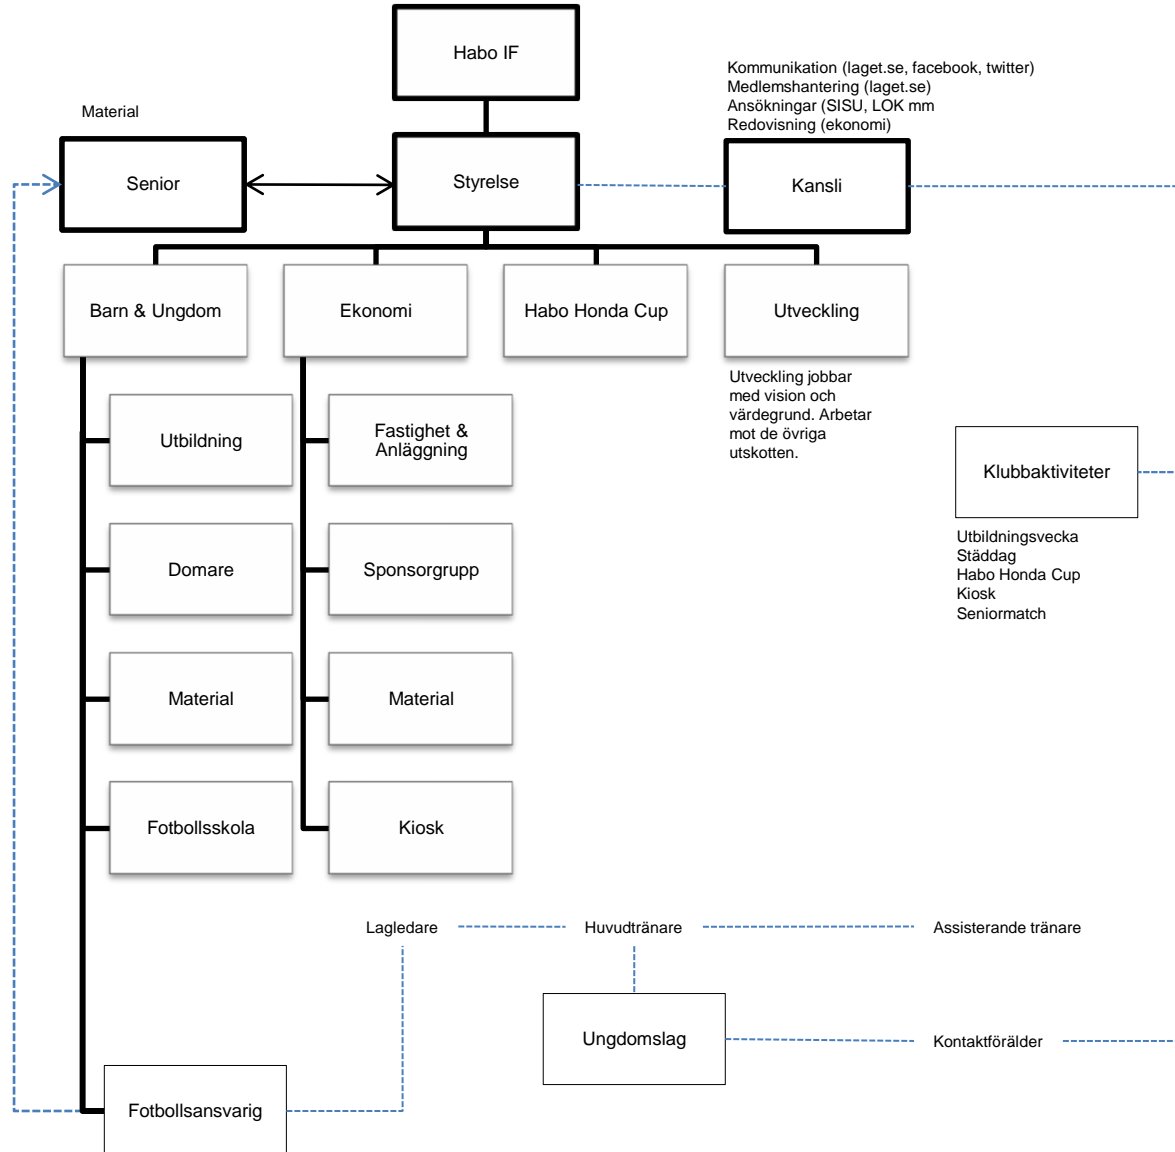 Habo IF
Kommunikation (laget.se, facebook, twitter)
Medlemshantering (laget.se)
Ansökningar (SISU, LOK mm
Redovisning (ekonomi)
Material
Senior
Styrelse
Kansli
Barn & Ungdom
Ekonomi
Habo Honda Cup
Utveckling
Utveckling jobbar
med vision och
värdegrund. Arbetar
mot de övriga
utskotten.
Utbildning
Fastighet &
Anläggning
Klubbaktiviteter
Utbildningsvecka
Städdag
Habo Honda Cup
Kiosk
Seniormatch
Domare
Sponsorgrupp
Material
Material
Fotbollsskola
Kiosk
Lagledare
Huvudtränare
Assisterande tränare
Ungdomslag
Kontaktförälder
Fotbollsansvarig